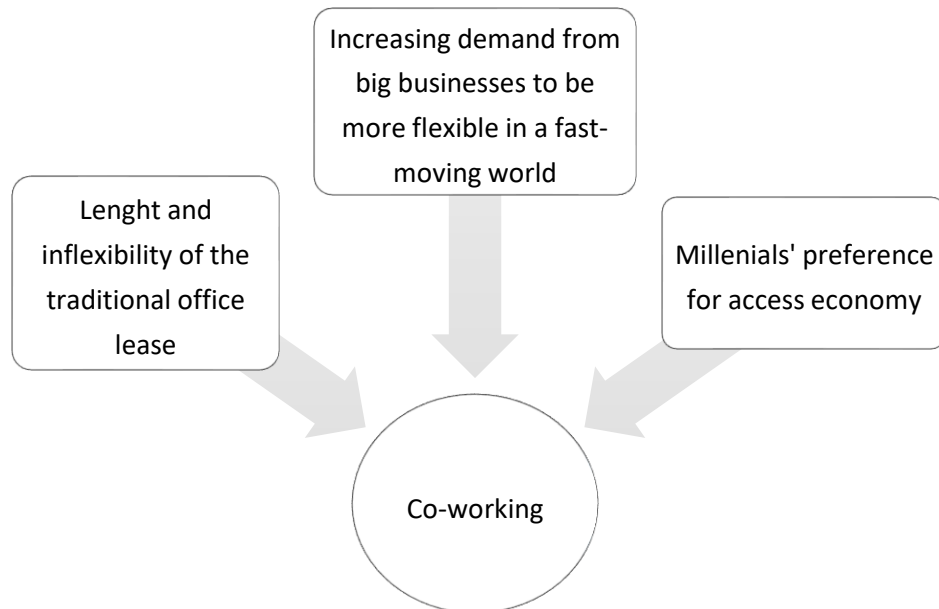 Increasing demand from
big businesses to be
more flexible in a fast-
moving world
Lenght and
inflexibility of the
traditional office
lease
Millenials' preference
for access economy
Co-working